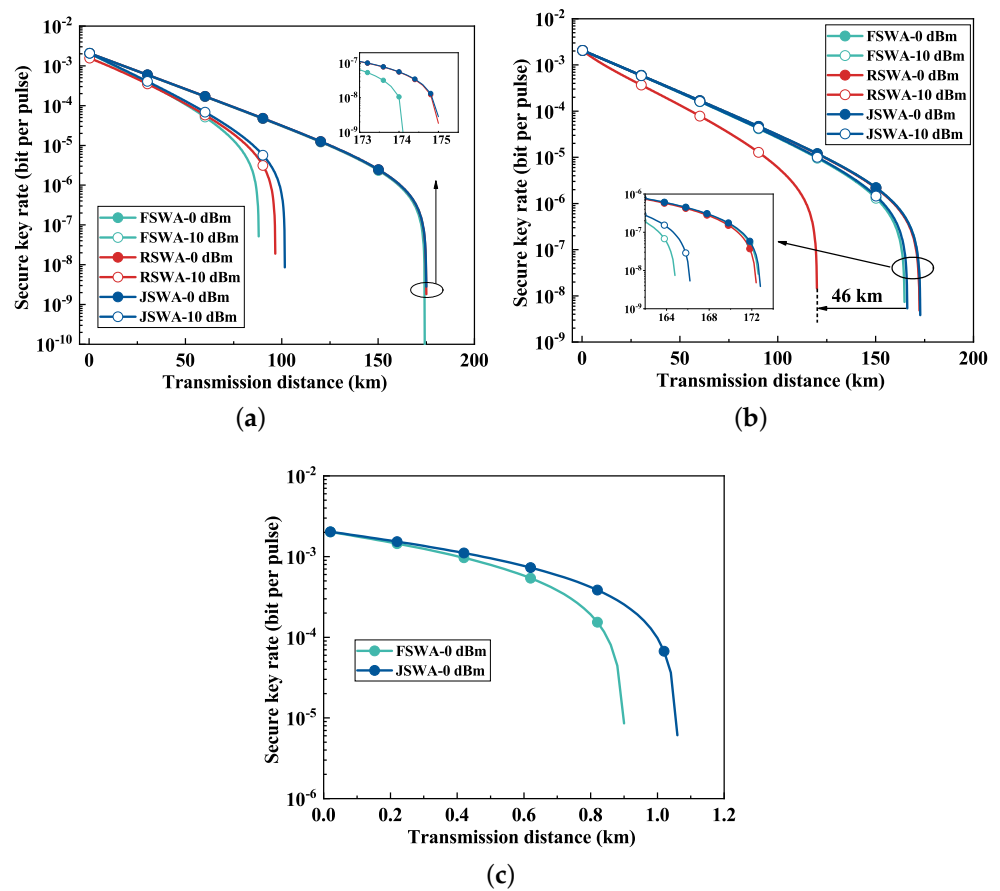 10⁻²
10⁻³
10⁻⁴
10⁻⁵
10⁻⁶
10⁻⁷
10⁻⁸
10⁻⁹
10⁻¹⁰
Secure key rate (bit per pulse)
10⁻⁷
10⁻⁸
10⁻⁹
173 174 175
FSWA-0 dBm
FSWA-10 dBm
RSWA-0 dBm
RSWA-10 dBm
JSWA-0 dBm
JSWA-10 dBm
0 50 100 150 200
Transmission distance (km)
(a)
10⁻²
10⁻³
10⁻⁴
10⁻⁵
10⁻⁶
10⁻⁷
10⁻⁸
10⁻⁹
Secure key rate (bit per pulse)
FSWA-0 dBm
FSWA-10 dBm
RSWA-0 dBm
RSWA-10 dBm
JSWA-0 dBm
JSWA-10 dBm
10⁻⁶
10⁻⁷
10⁻⁸
10⁻⁹
164 168 172
46 km
0 50 100 150 200
Transmission distance (km)
(b)
10⁻²
10⁻³
10⁻⁴
10⁻⁵
10⁻⁶
Secure key rate (bit per pulse)
FSWA-0 dBm
JSWA-0 dBm
0.0 0.2 0.4 0.6 0.8 1.0 1.2
Transmission distance (km)
(c)